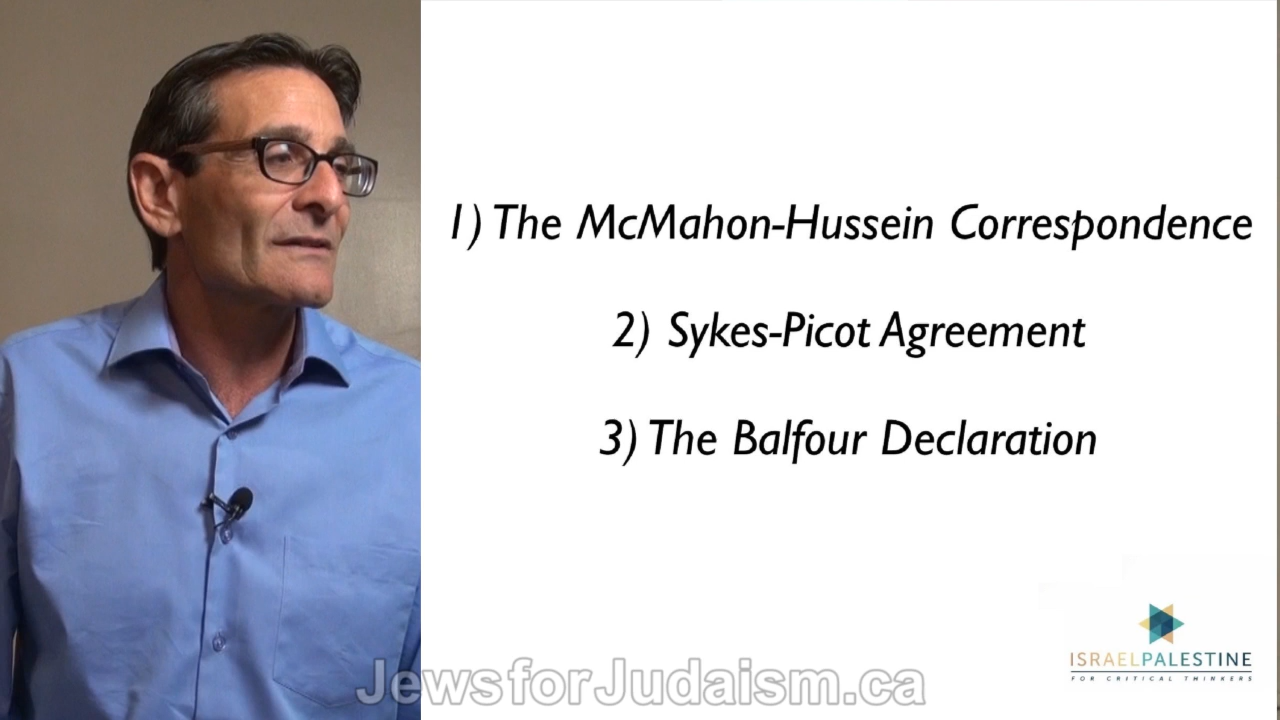 1) The McMahon-Hussein Correspondence
2) Sykes-Picot Agreement
3) The Balfour Declaration
ISRAELPALESTINE
FOR CRITICAL THINKERS
JewsforJudaism.ca